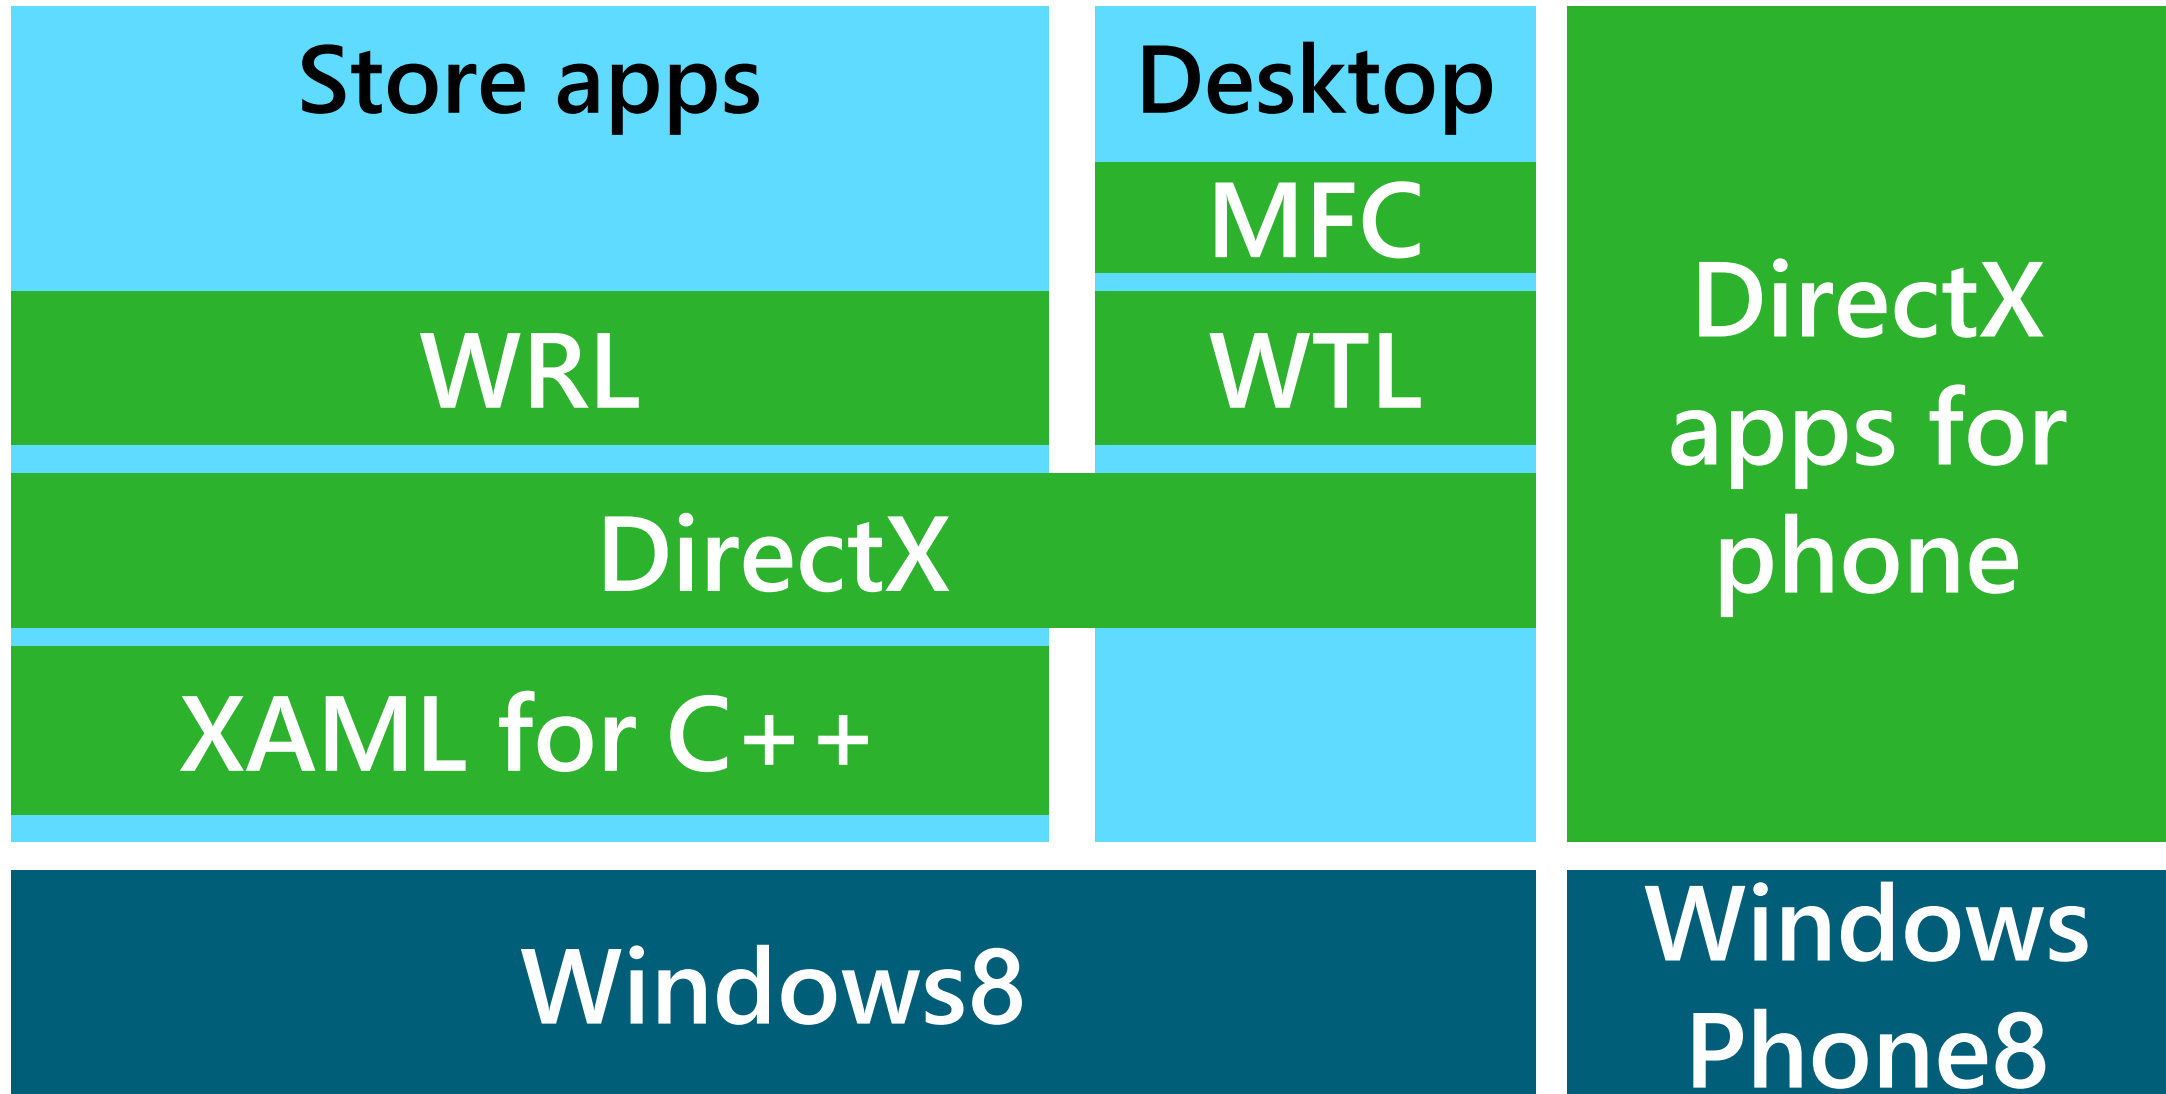 Store apps
WRL
Desktop
MFC
WTL
DirectX
XAML for C++
DirectX
apps for
phone
Windows8
Windows
Phone8